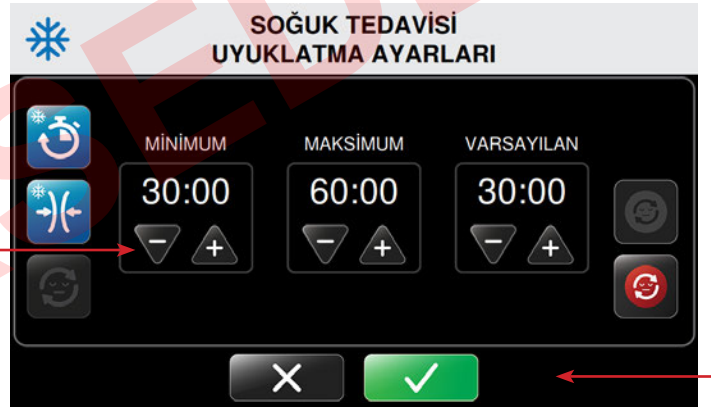 SOĞUK TEDAVİSİ
UYUKLATMA AYARLARI
MİNİMUM MAKSİMUM VARSAYILAN
30:00 60:00 30:00